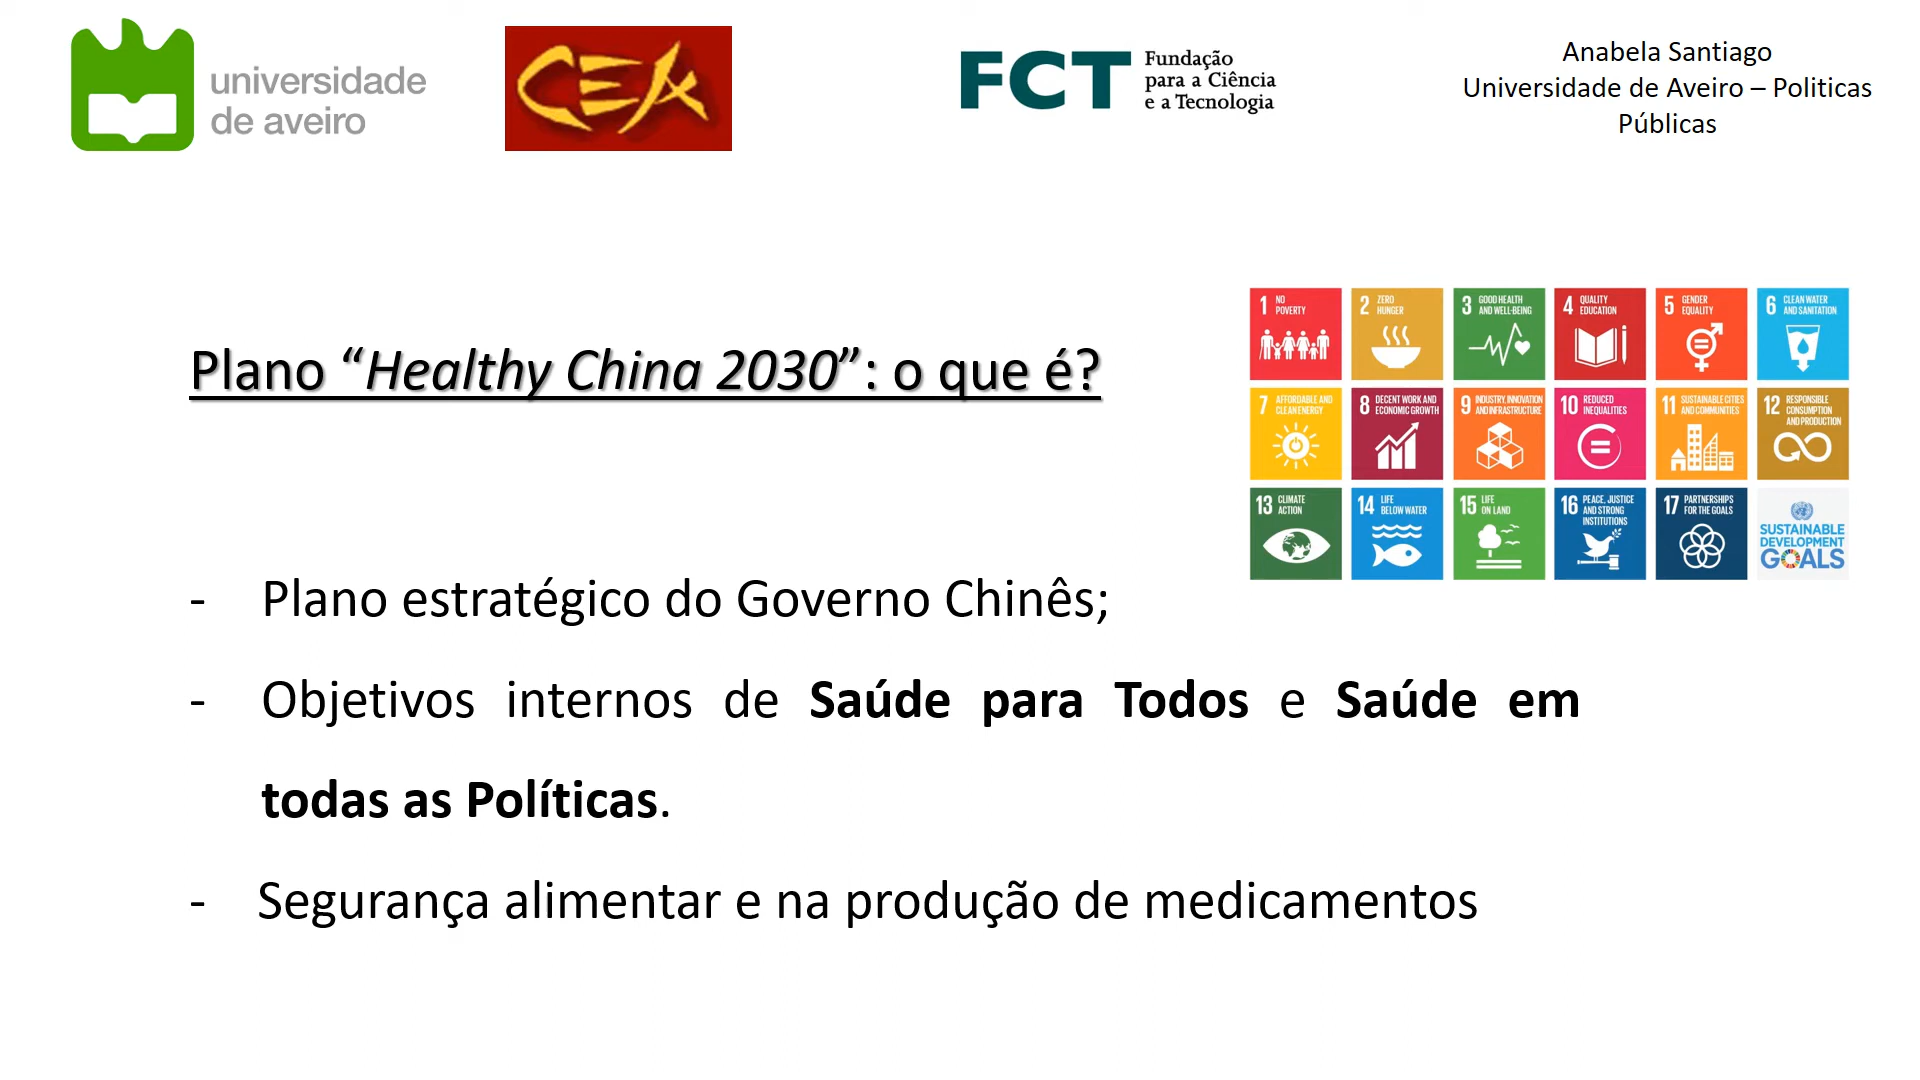 universidade
de aveiro
CEA
FCT
Fundação
para a Ciência
e a Tecnologia
Anabela Santiago
Universidade de Aveiro – Politicas
Públicas
Plano “Healthy China 2030”: o que é?
1 NO
POVERTY
2 ZERO
HUNGER
3 GOOD HEALTH
AND WELL-BEING
4 QUALITY
EDUCATION
5 GENDER
EQUALITY
6 CLEAN WATER
AND SANITATION
7 AFFORDABLE AND
CLEAN ENERGY
8 DECENT WORK AND
ECONOMIC GROWTH
9 INDUSTRY, INNOVATION
AND INFRASTRUCTURE
10 REDUCED
INEQUALITIES
11 SUSTAINABLE CITIES
AND COMMUNITIES
12 RESPONSIBLE
CONSUMPTION
AND PRODUCTION
13 CLIMATE
ACTION
14 LIFE
BELOW WATER
15 LIFE
ON LAND
16 PEACE, JUSTICE
AND STRONG
INSTITUTIONS
17 PARTNERSHIPS
FOR THE GOALS
SUSTAINABLE
DEVELOPMENT
GOALS
- Plano estratégico do Governo Chinês;
- Objetivos internos de Saúde para Todos e Saúde em
todas as Políticas.
- Segurança alimentar e na produção de medicamentos